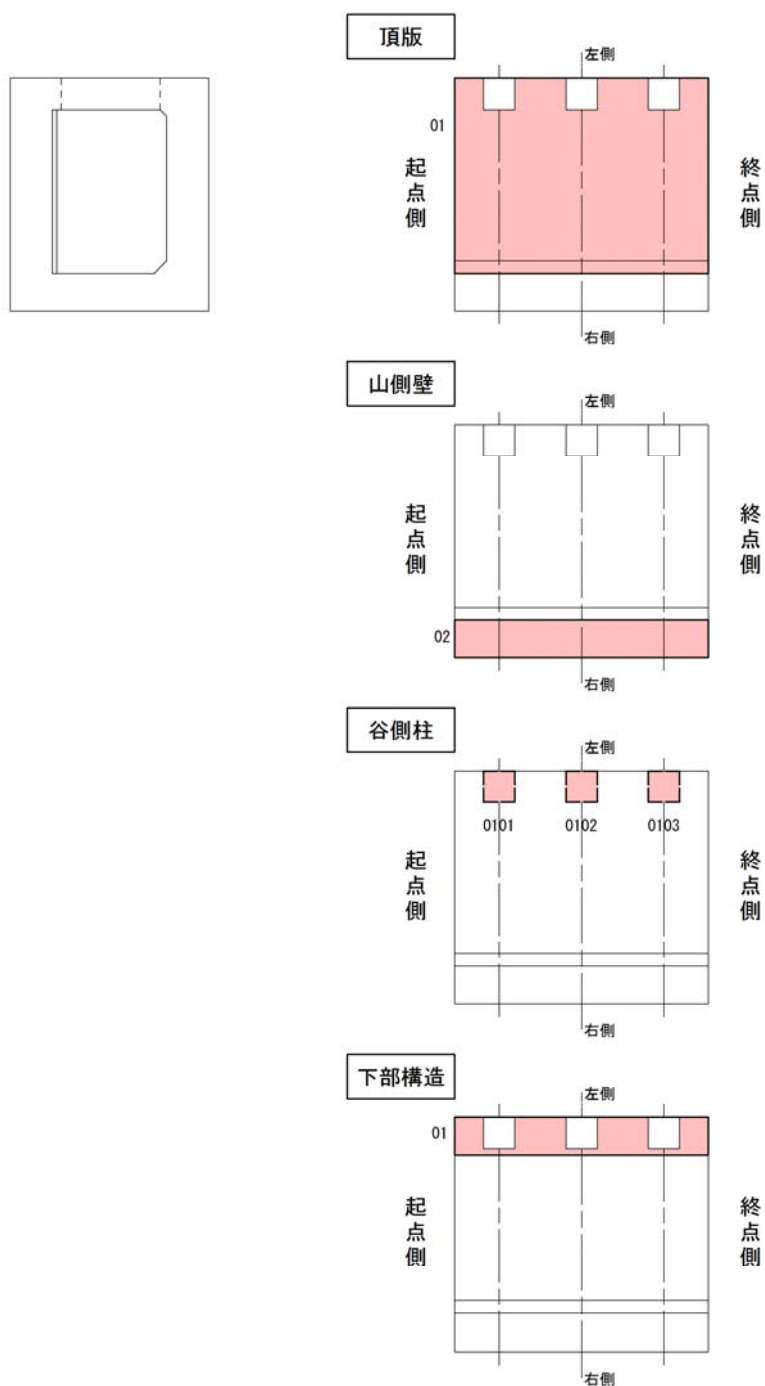 頂版
左側
01
起点側
終点側
右側
山側壁
左側
起点側
終点側
02
右側
谷側柱
左側
0101 0102 0103
起点側
終点側
右側
下部構造
左側
01
起点側
終点側
右側